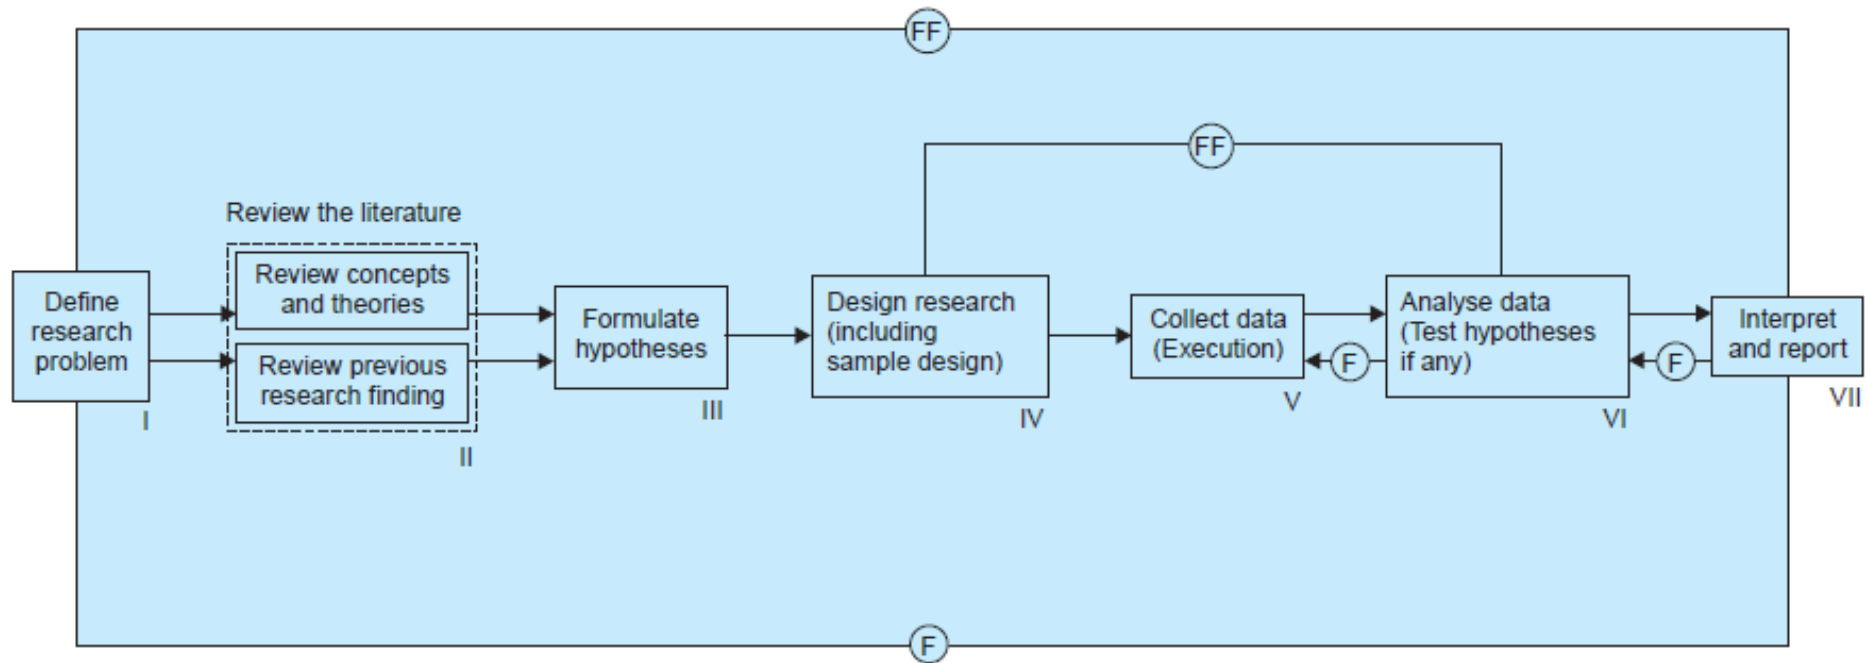 FF
FF
Review the literature
Define
research
problem
I
Review concepts
and theories
Review previous
research finding
II
Formulate
hypotheses
III
Design research
(including
sample design)
IV
Collect data
(Execution)
V
F
Analyse data
(Test hypotheses
if any)
VI
F
Interpret
and report
VII
F